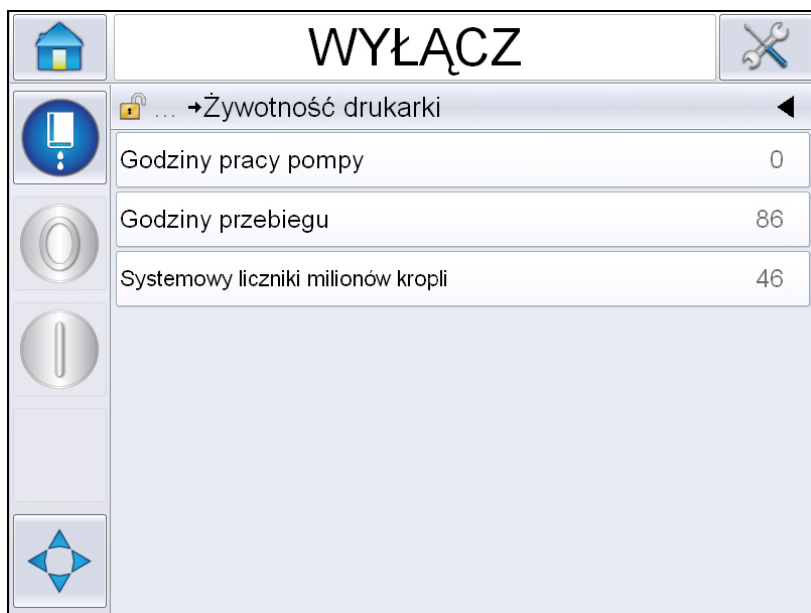 WYŁĄCZ
... →Żywotność drukarki
Godziny pracy pompy 0
Godziny przebiegu 86
Systemowy liczniki milionów kropli 46